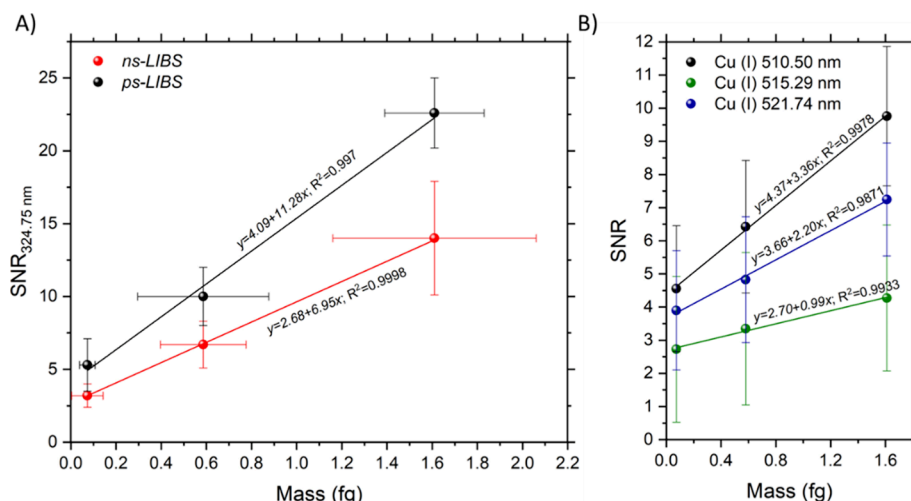 A)
ns-LIBS
ps-LIBS
SNR324.75 nm
25
20
15
10
5
0
y=4.09+11.28x; R²=0.997
y=2.68+6.95x; R²=0.9998
0.0 0.2 0.4 0.6 0.8 1.0 1.2 1.4 1.6 1.8 2.0 2.2
Mass (fg)
B)
Cu (I) 510.50 nm
Cu (I) 515.29 nm
Cu (I) 521.74 nm
SNR
12
11
10
9
8
7
6
5
4
3
2
1
0
y=4.37+3.36x; R²=0.9978
y=3.66+2.20x; R²=0.9871
y=2.70+0.99x; R²=0.9933
0.0 0.4 0.8 1.2 1.6
Mass (fg)